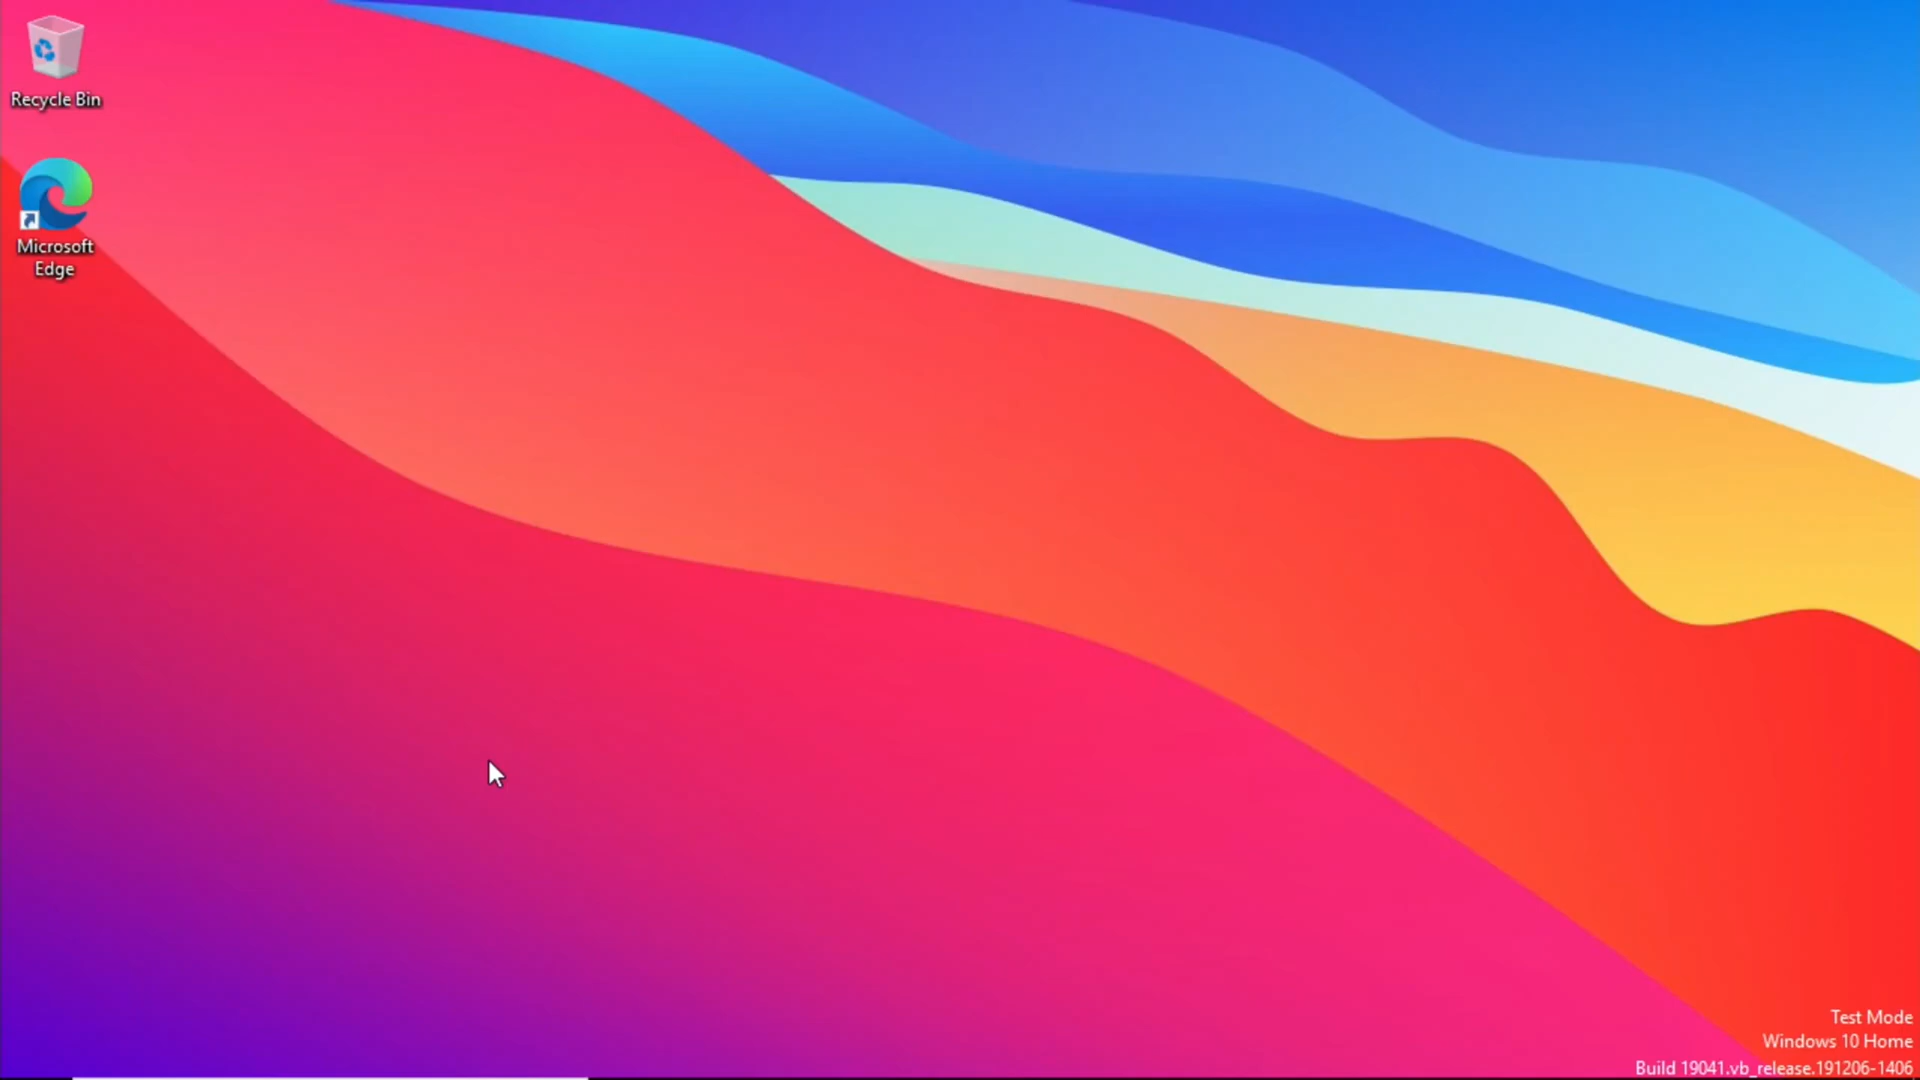 Recycle Bin
Microsoft
Edge
Test Mode
Windows 10 Home
Build 19041.vb_release.191206-1406